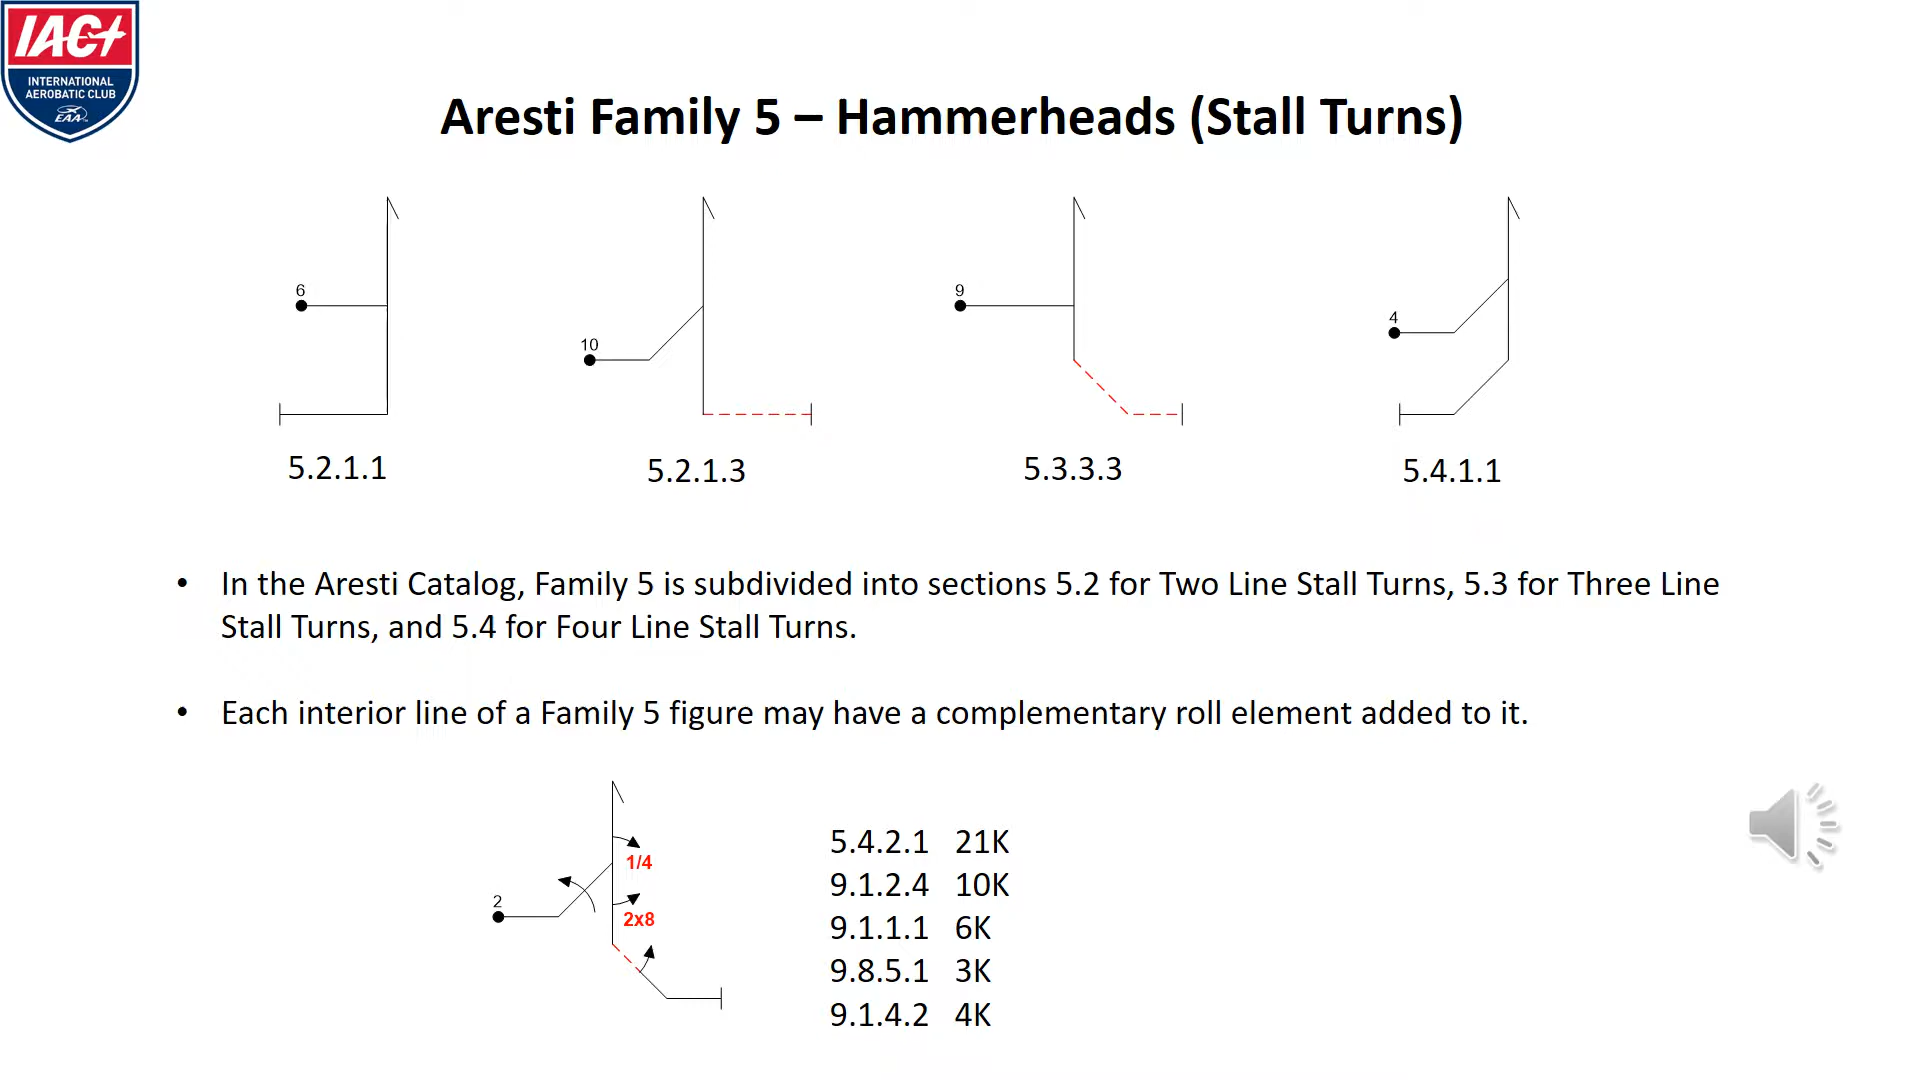 IAC
INTERNATIONAL
AEROBATIC CLUB
EAA
Aresti Family 5 – Hammerheads (Stall Turns)
6
10
9
4
5.2.1.1
5.2.1.3
5.3.3.3
5.4.1.1
• In the Aresti Catalog, Family 5 is subdivided into sections 5.2 for Two Line Stall Turns, 5.3 for Three Line
Stall Turns, and 5.4 for Four Line Stall Turns.
• Each interior line of a Family 5 figure may have a complementary roll element added to it.
1/4
2
2x8
5.4.2.1 21K
9.1.2.4 10K
9.1.1.1 6K
9.8.5.1 3K
9.1.4.2 4K